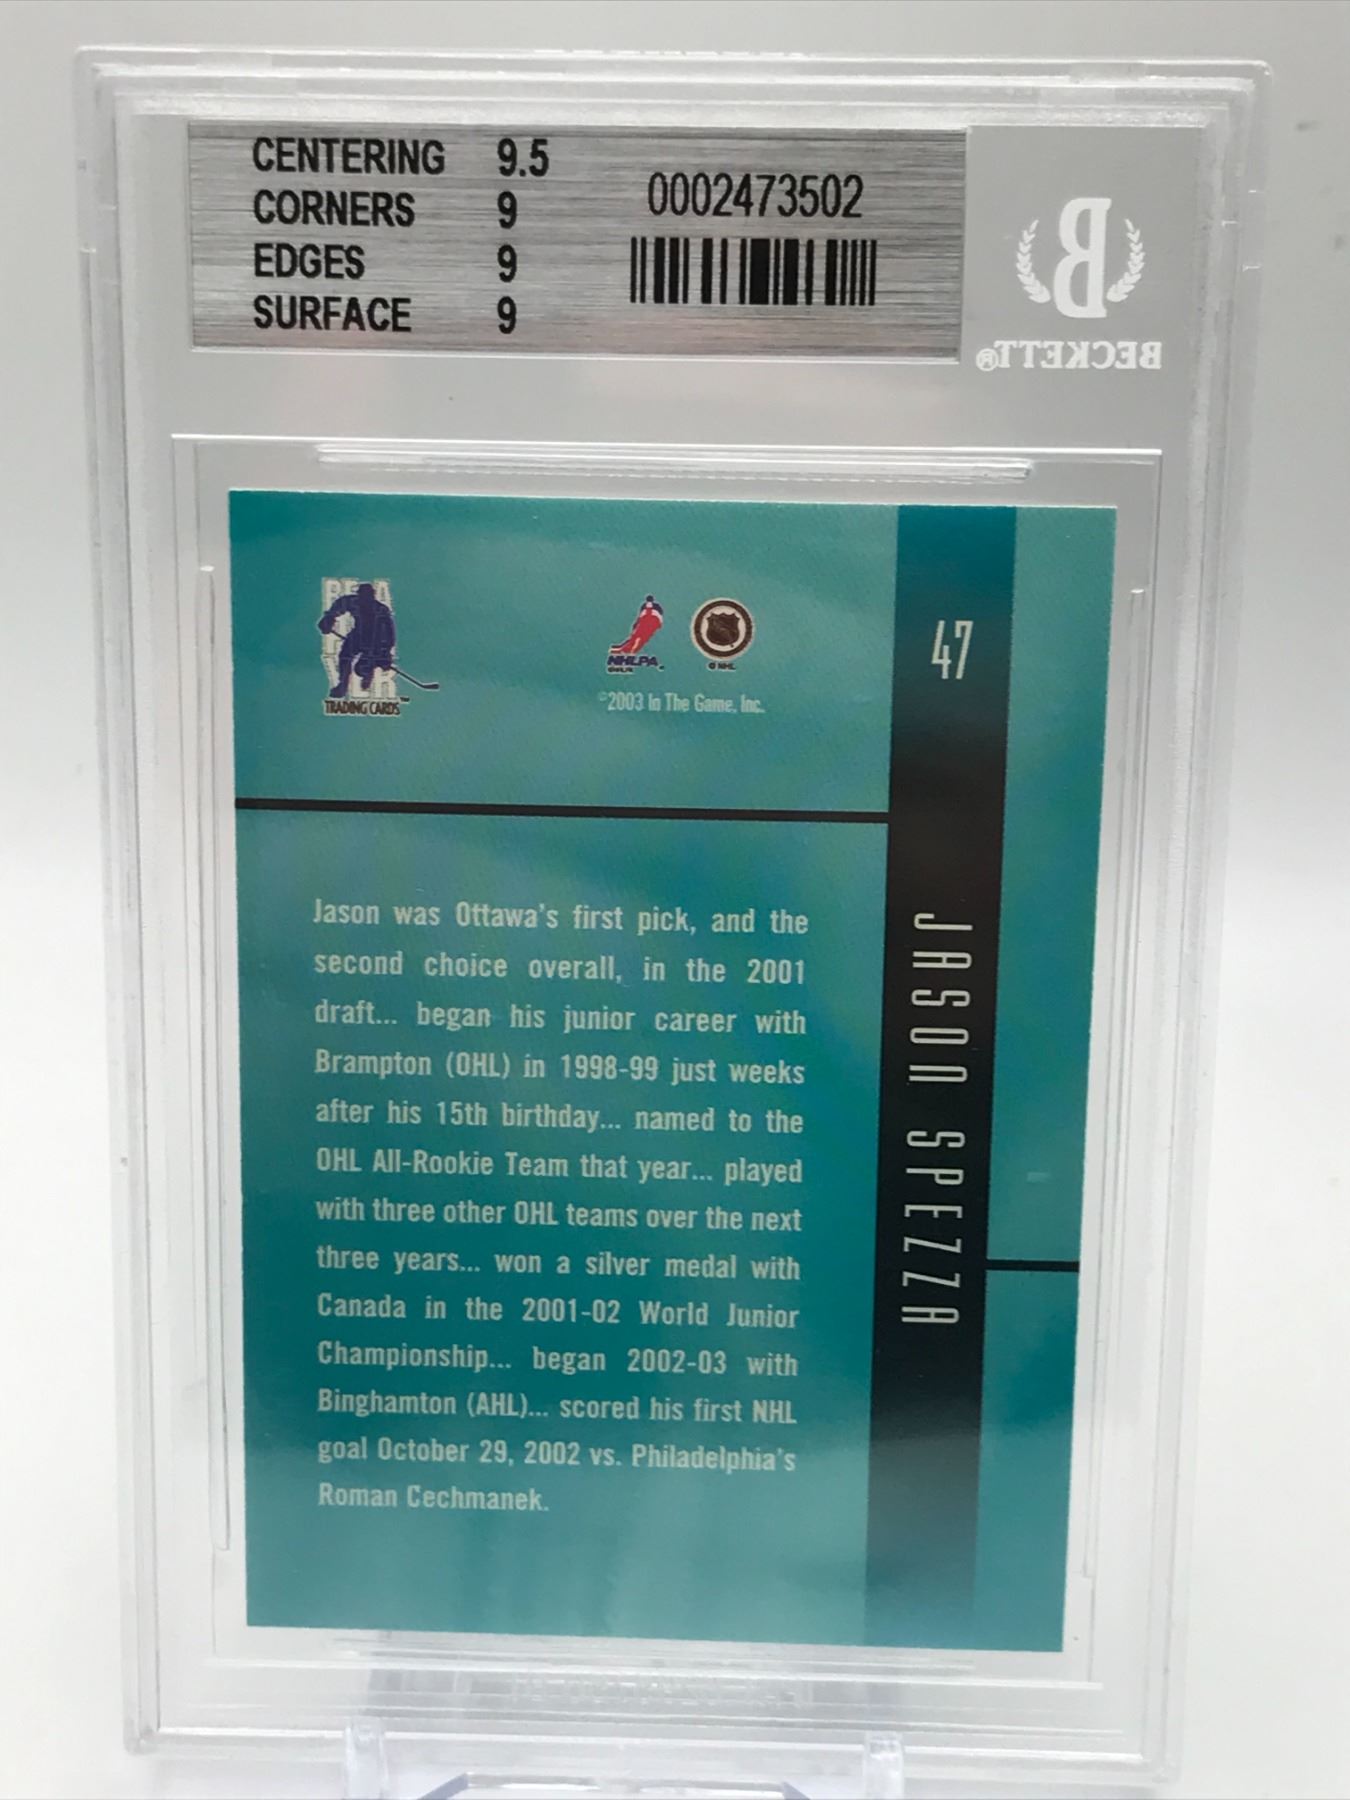 CENTERING 9.5
CORNERS 9
EDGES 9
SURFACE 9
0002473502
B
BECKETT®
BE A
TRADING CARDS™
NHLPA
© NHL
©2003 In The Game, Inc.
47
JASON SPEZZA
Jason was Ottawa's first pick, and the
second choice overall, in the 2001
draft... began his junior career with
Brampton (OHL) in 1998-99 just weeks
after his 15th birthday... named to the
OHL All-Rookie Team that year... played
with three other OHL teams over the next
three years... won a silver medal with
Canada in the 2001-02 World Junior
Championship... began 2002-03 with
Binghamton (AHL)... scored his first NHL
goal October 29, 2002 vs. Philadelphia's
Roman Cechmanek.